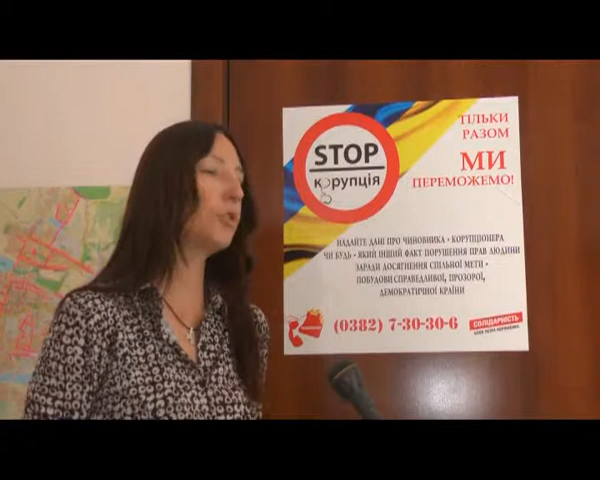 STOP
корупція
ТІЛЬКИ
РАЗОМ
МИ
ПЕРЕМОЖЕМО!
НАДАЙТЕ ДАНІ ПРО ЧИНОВНИКА - КОРУПЦІОНЕРА
ЧИ БУДЬ - ЯКИЙ ІНШИЙ ФАКТ ПОРУШЕННЯ ПРАВ ЛЮДИНИ
ЗАРАДИ ДОСЯГНЕННЯ СПІЛЬНОЇ МЕТИ -
ПОБУДОВИ СПРАВЕДЛИВОЇ, ПРОЗОРОЇ,
ДЕМОКРАТИЧНОЇ КРАЇНИ
(0382) 7-30-30-6
СОЛІДАРНІСТЬ